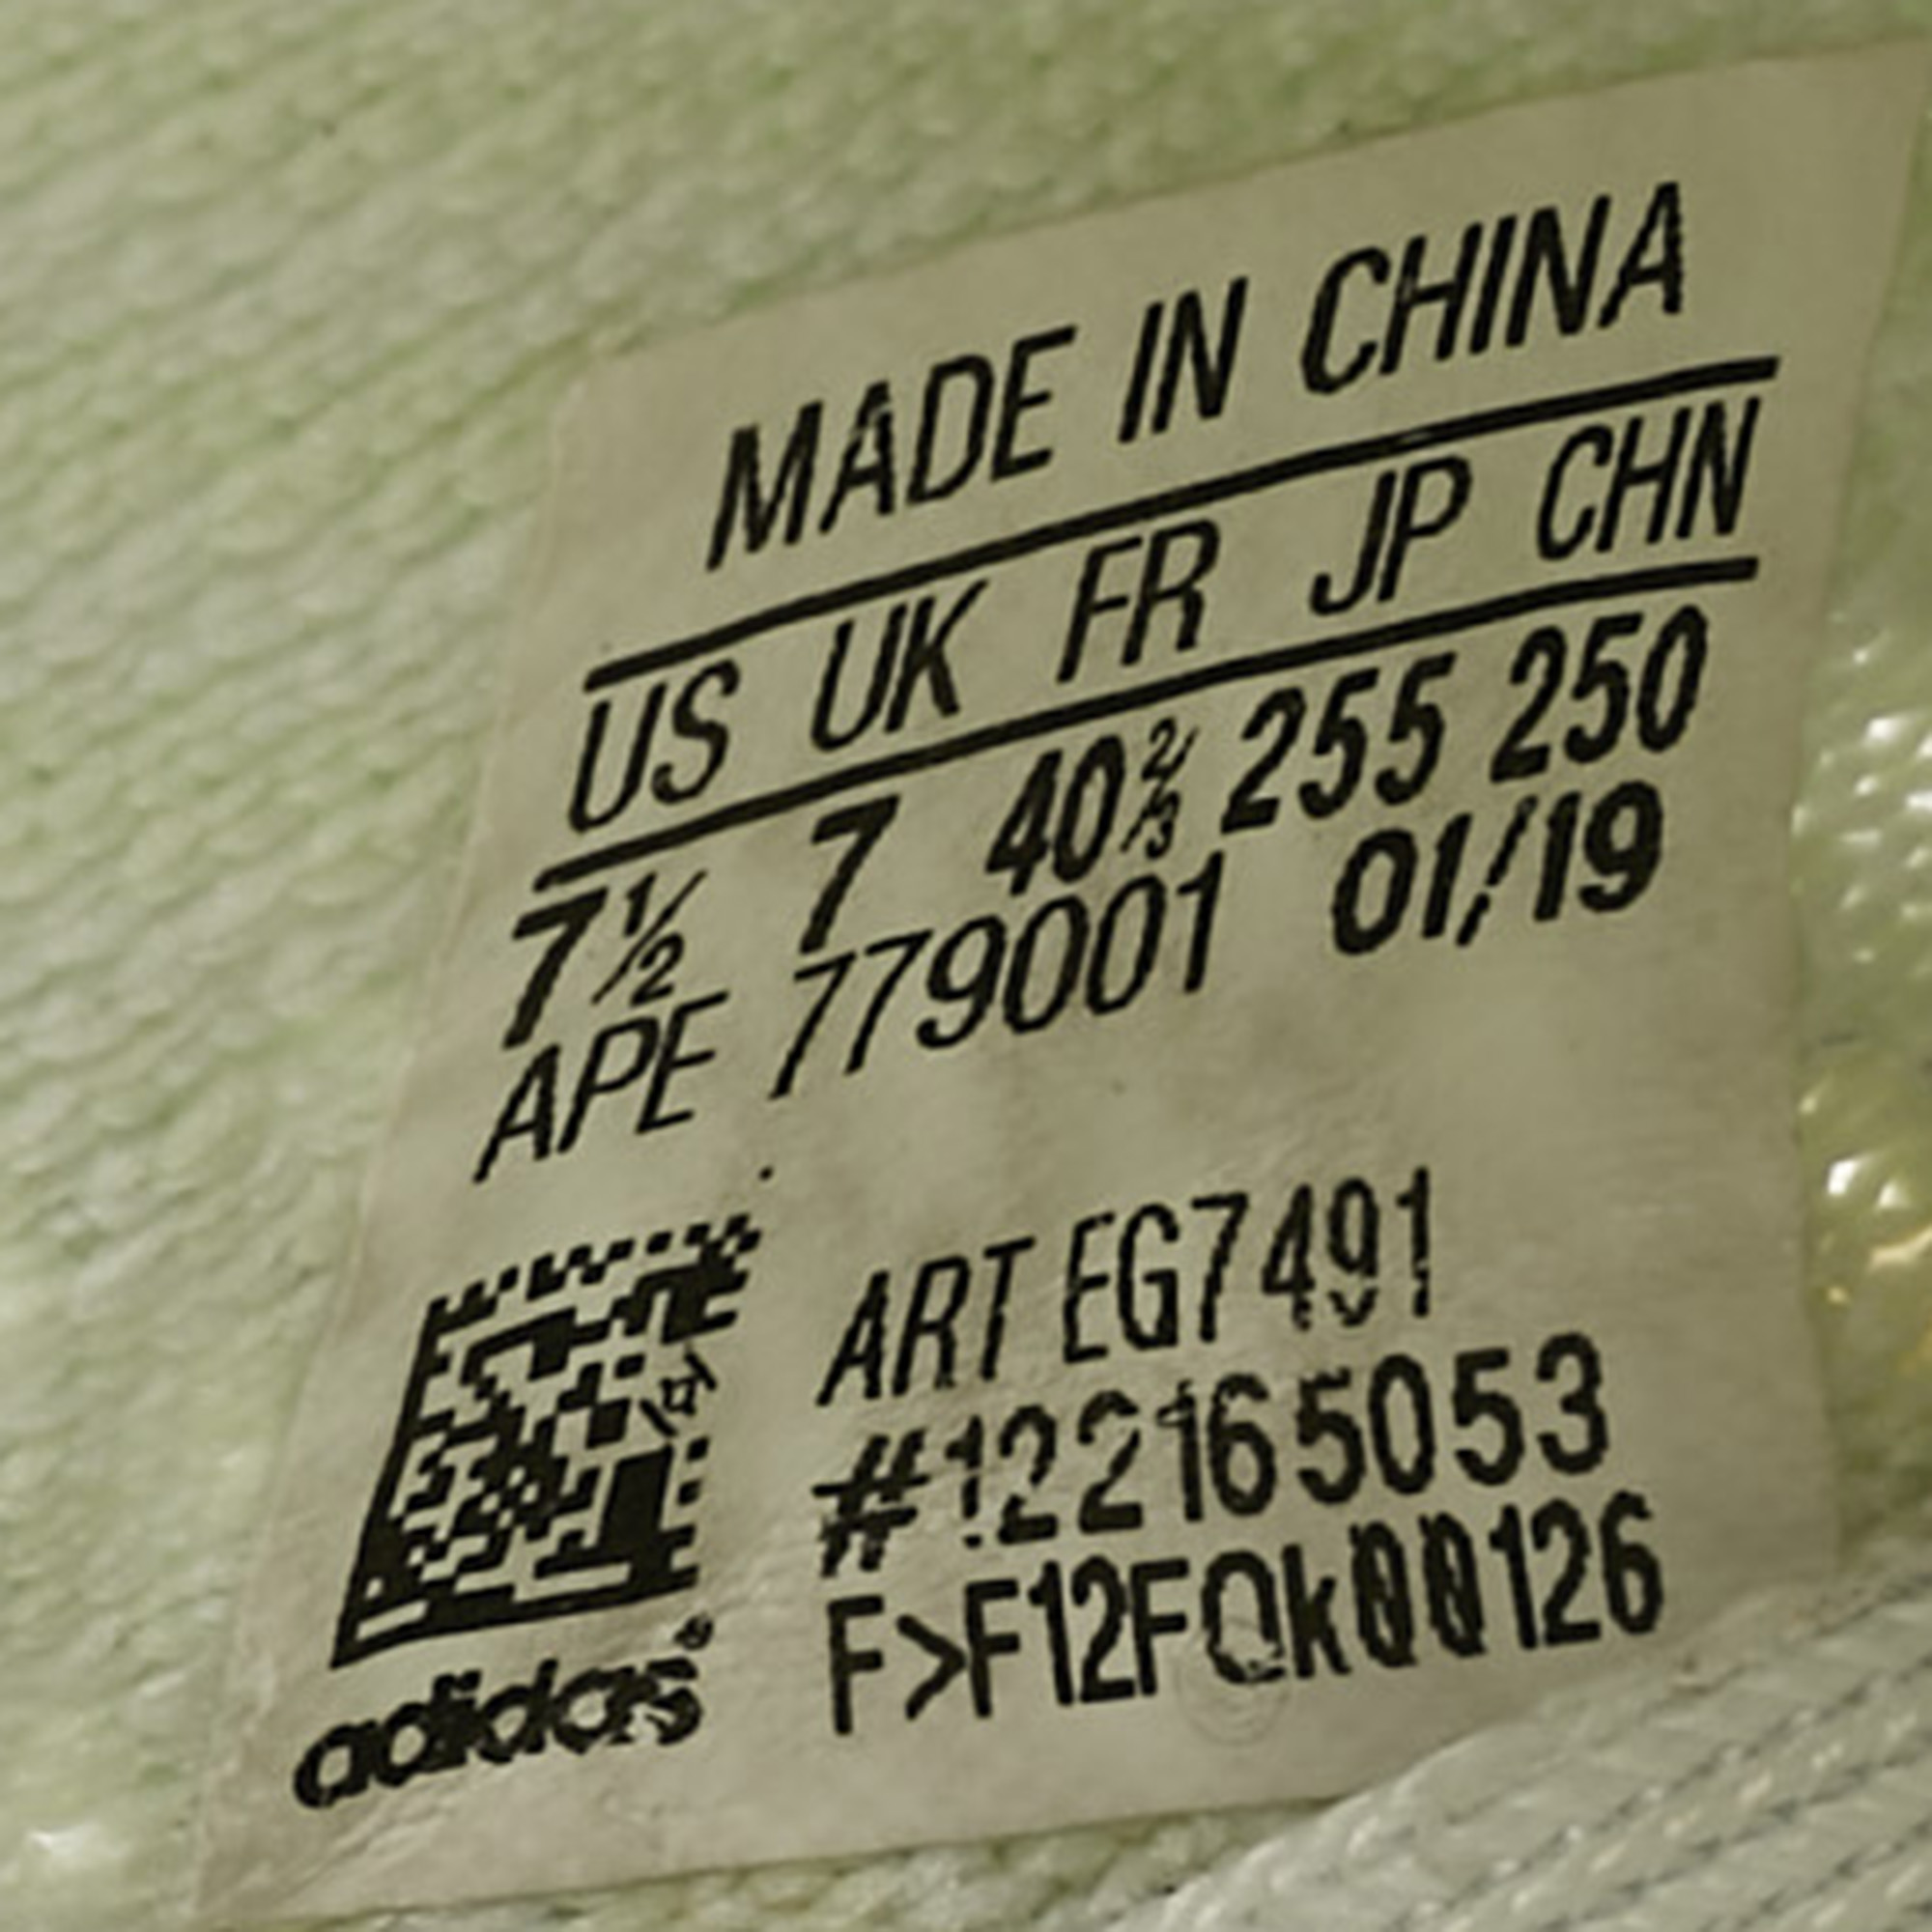 MADE IN CHINA
US UK FR JP CHN
7½ 7 40⅔ 255 250
APE 779001 01/19
ART EG7491
#122165053
F>F12FQk00126
adidas®